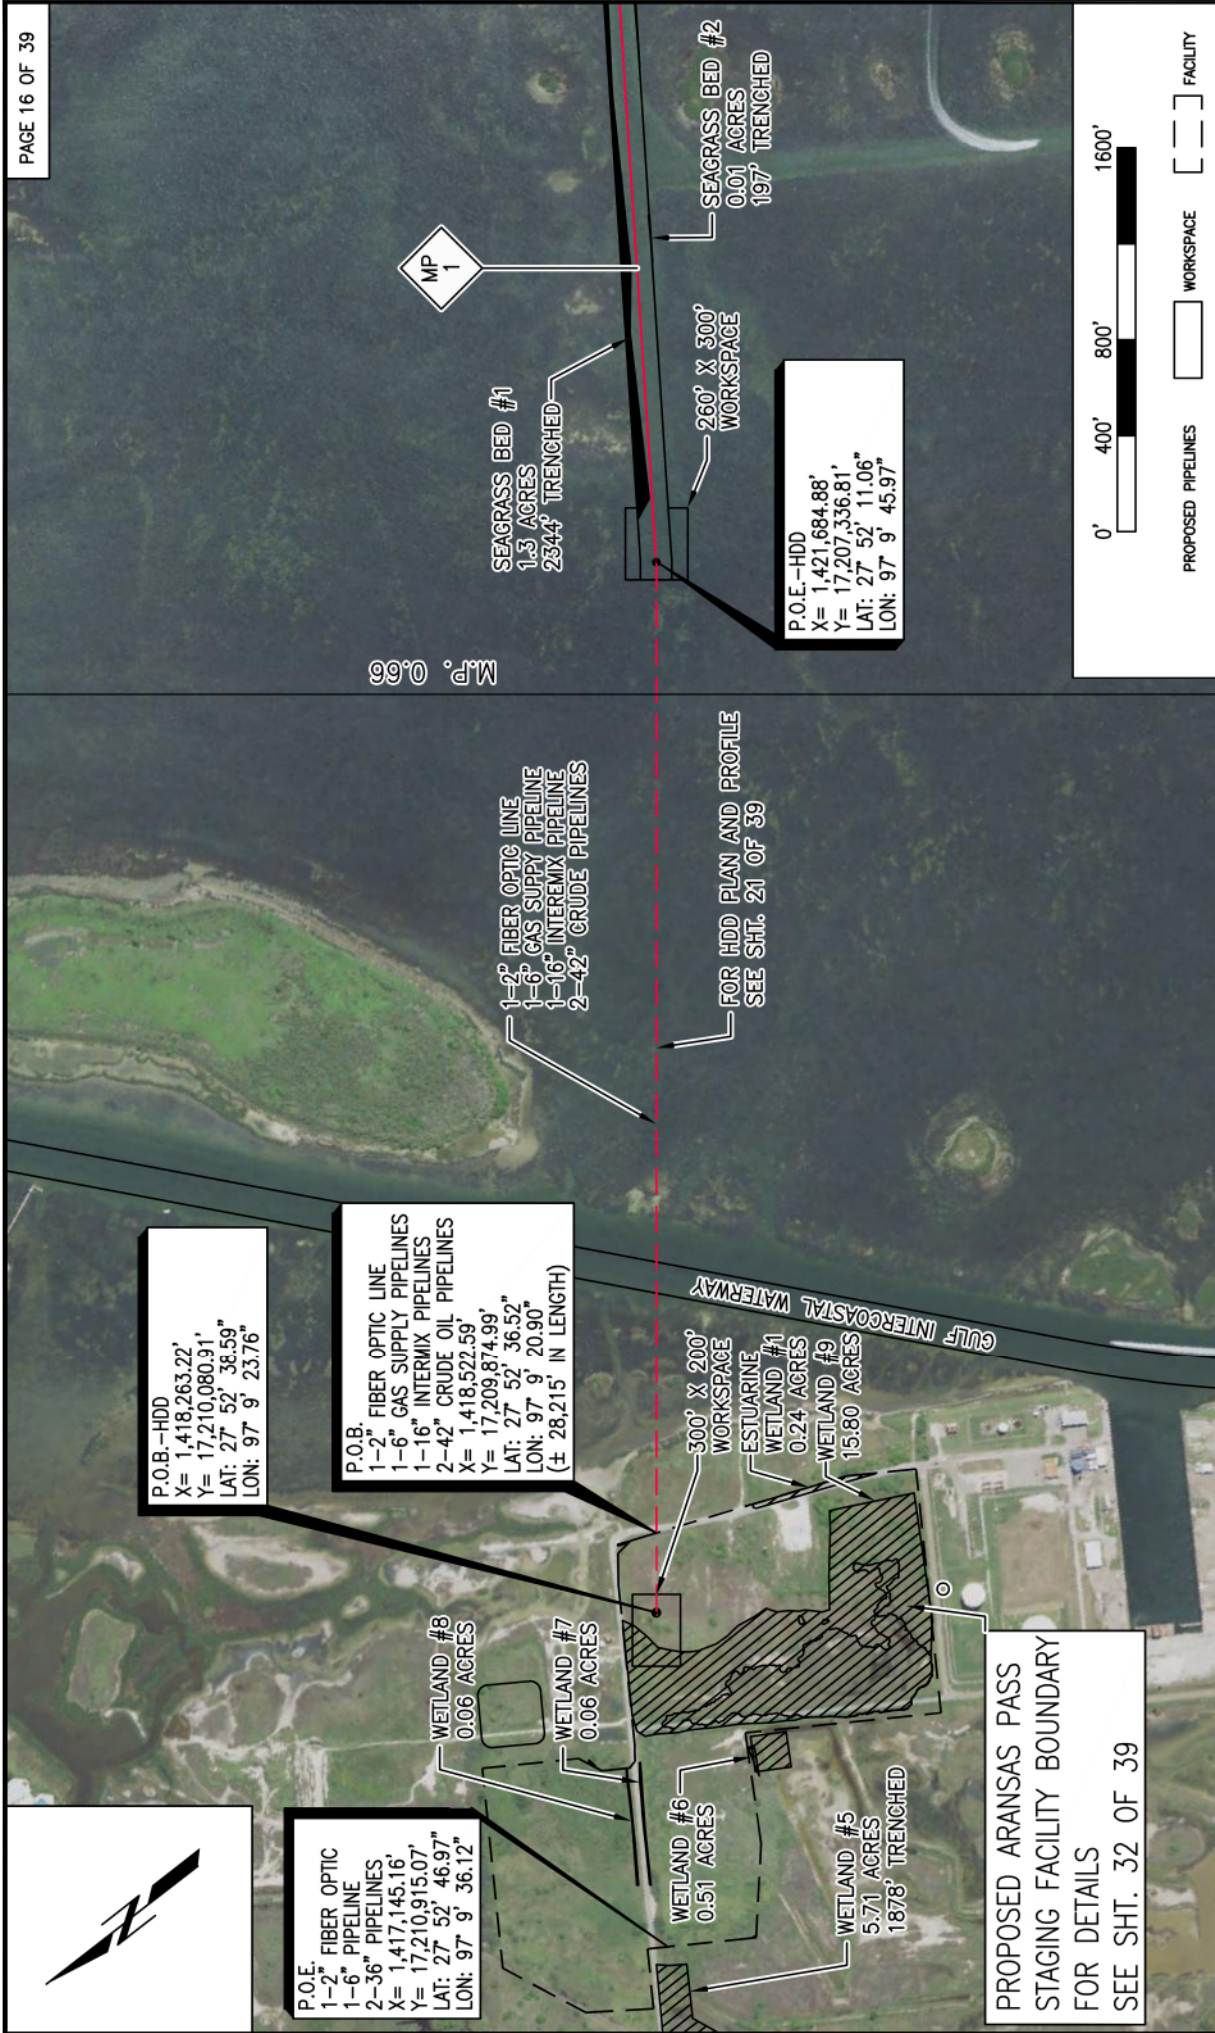 PAGE 16 OF 39
P.O.E.
1-2" FIBER OPTIC
1-6" PIPELINE
2-36" PIPELINES
X= 1,417,145.16'
Y= 17,210,915.07'
LAT: 27° 52' 46.97"
LON: 97° 9' 36.12"
P.O.B.-HDD
X= 1,418,263.22'
Y= 17,210,080.91'
LAT: 27° 52' 38.59"
LON: 97° 9' 23.76"
P.O.B.
1-2" FIBER OPTIC LINE
1-6" GAS SUPPLY PIPELINES
1-16" INTERMIX PIPELINES
2-42" CRUDE OIL PIPELINES
X= 1,418,522.59'
Y= 17,209,874.99'
LAT: 27° 52' 36.52"
LON: 97° 9' 20.90"
(± 28,215' IN LENGTH)
WETLAND #8
0.06 ACRES
WETLAND #7
0.06 ACRES
WETLAND #6
0.51 ACRES
WETLAND #5
5.71 ACRES
1878' TRENCHED
300' X 200'
WORKSPACE
ESTUARINE
WETLAND #1
0.24 ACRES
WETLAND #9
15.80 ACRES
GULF INTERCOASTAL WATERWAY
PROPOSED ARANSAS PASS
STAGING FACILITY BOUNDARY
FOR DETAILS
SEE SHT. 32 OF 39
1-2" FIBER OPTIC LINE
1-6" GAS SUPPY PIPELINE
1-16" INTEREMIX PIPELINE
2-42" CRUDE PIPELINES
FOR HDD PLAN AND PROFILE
SEE SHT. 21 OF 39
M.P. 0.66
SEAGRASS BED #1
1.3 ACRES
2344' TRENCHED
MP
1
SEAGRASS BED #2
0.01 ACRES
197' TRENCHED
260' X 300'
WORKSPACE
P.O.E.-HDD
X= 1,421,684.88'
Y= 17,207,336.81'
LAT: 27° 52' 11.06"
LON: 97° 9' 45.97"
0' 400' 800' 1600'
PROPOSED PIPELINES WORKSPACE FACILITY